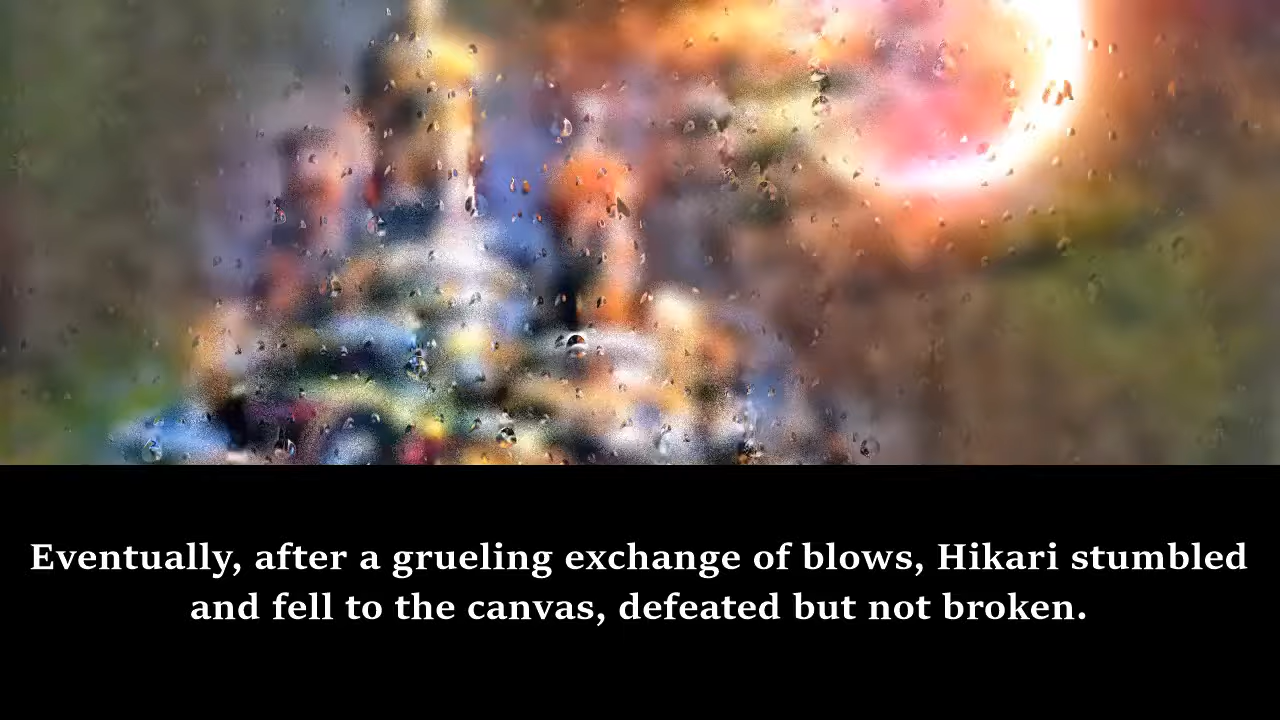 Eventually, after a grueling exchange of blows, Hikari stumbled
and fell to the canvas, defeated but not broken.